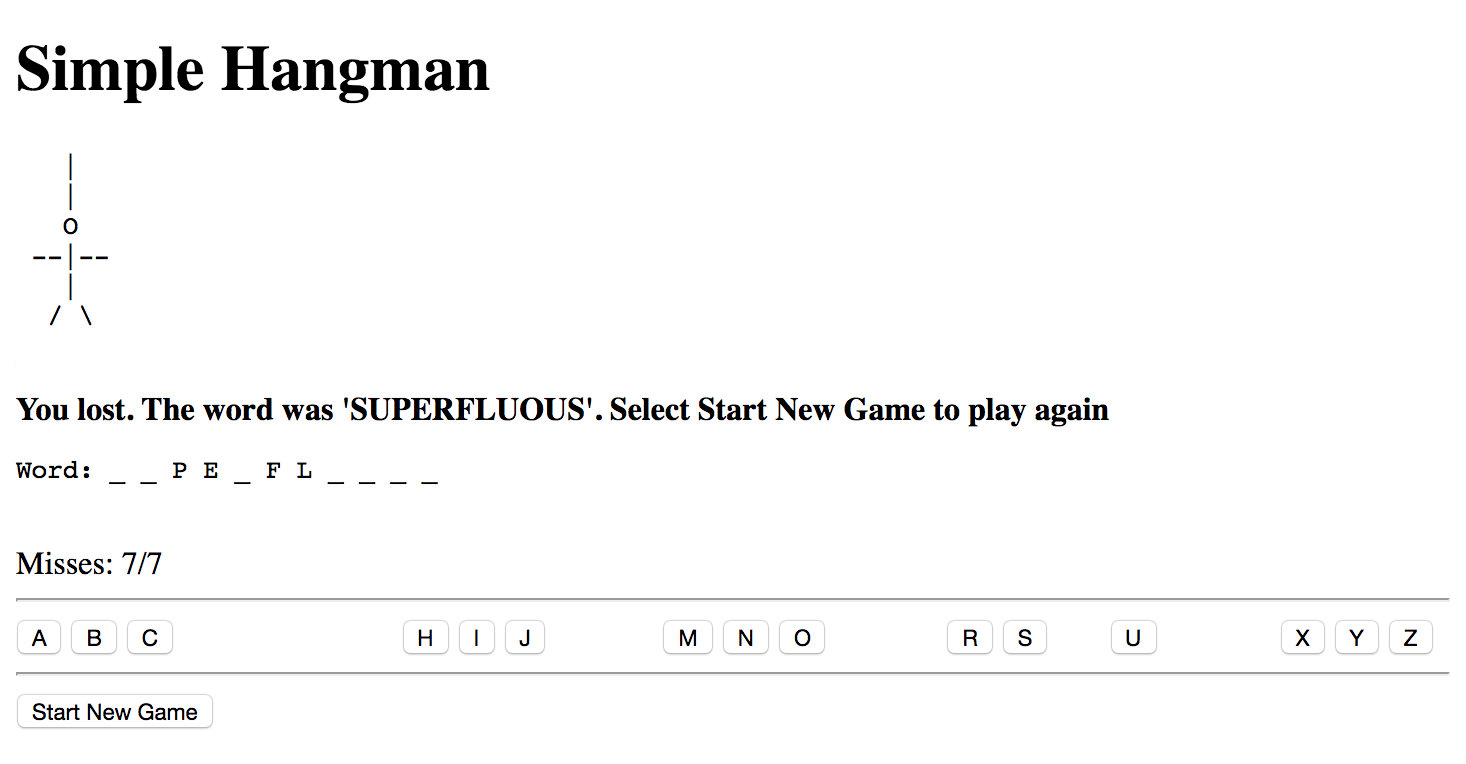 Simple Hangman
|
|
O
--|--
|
/ \
You lost. The word was 'SUPERFLUOUS'. Select Start New Game to play again
Word: _ _ P E _ F L _ _ _ _
Misses: 7/7
A B C H I J M N O R S U X Y Z
Start New Game